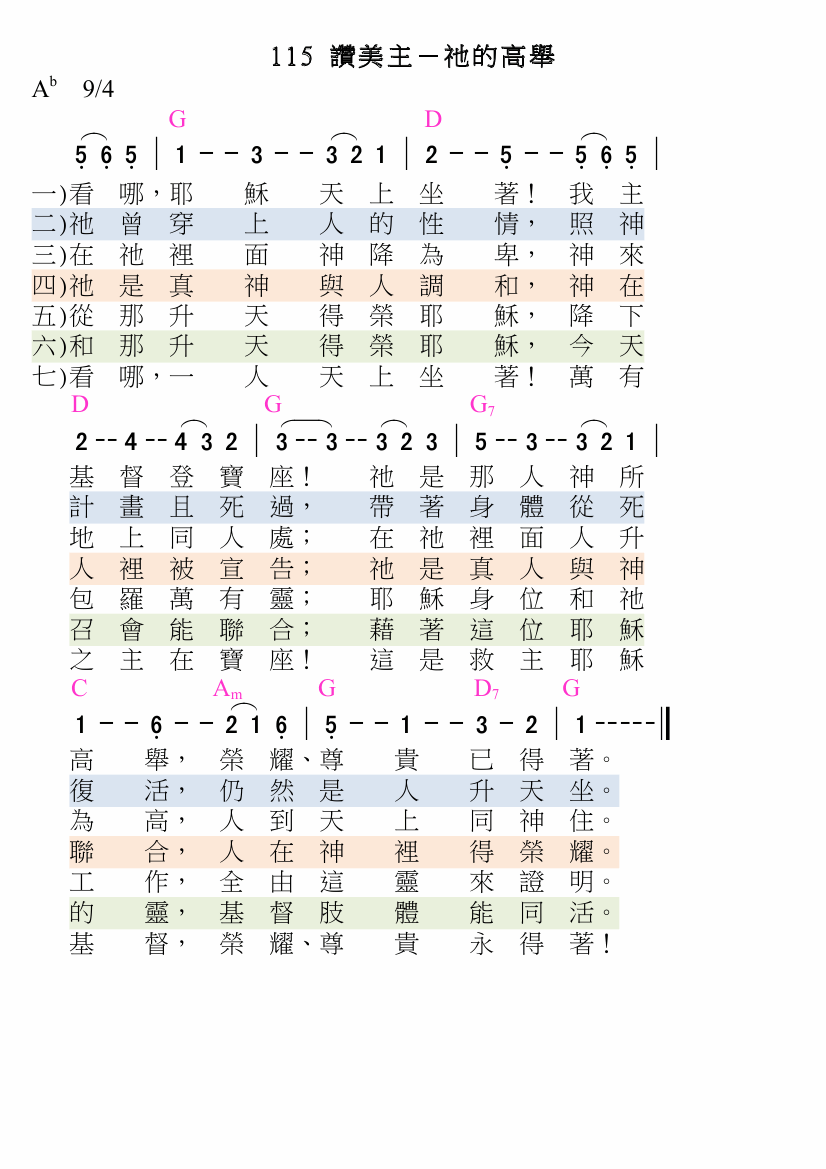 115 讚美主－祂的高舉
Ab 9/4
G D
5 6 5 | 1 - - 3 - - 3 2 1 | 2 - - 5 - - 5 6 5 |
一)看哪，耶穌天上坐著！我主
二)祂曾穿上人的性情，照神
三)在祂裡面神降為卑，神來
四)祂是真神與人調和，神在
五)從那升天得榮耶穌，降下
六)和那升天得榮耶穌，今天
七)看哪，一人天上坐著！萬有
D G G7
2 -- 4 -- 4 3 2 | 3 -- 3 -- 3 2 3 | 5 -- 3 -- 3 2 1 |
基督登寶座！祂是那人神所
計畫且死過，帶著身體從死
地上同人處；在祂裡面人升
人裡被宣告；祂是真人與神
包羅萬有靈；耶穌身位和祂
召會能聯合；藉著這位耶穌
之主在寶座！這是救主耶穌
C Am G D7 G
1 - - 6 - - 2 1 6 | 5 - - 1 - - 3 - 2 | 1 ----- ||
高舉，榮耀、尊貴已得著。
復活，仍然是人升天坐。
為高，人到天上同神住。
聯合，人在神裡得榮耀。
工作，全由這靈來證明。
的靈，基督肢體能同活。
基督，榮耀、尊貴永得著！